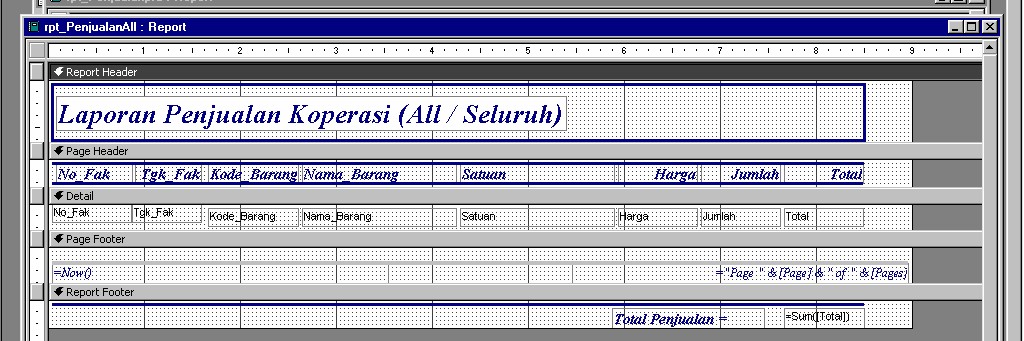 rpt_PenjualanAll : Report
1 2 3 4 5 6 7 8 9
Report Header
Laporan Penjualan Koperasi (All / Seluruh)
Page Header
No_Fak Tgk_Fak Kode_Barang Nama_Barang Satuan Harga Jumlah Total
Detail
No_Fak Tgk_Fak Kode_Barang Nama_Barang Satuan Harga Jumlah Total
Page Footer
=Now() ="Page " & [Page] & " of " & [Pages]
Report Footer
Total Penjualan = =Sum([Total])